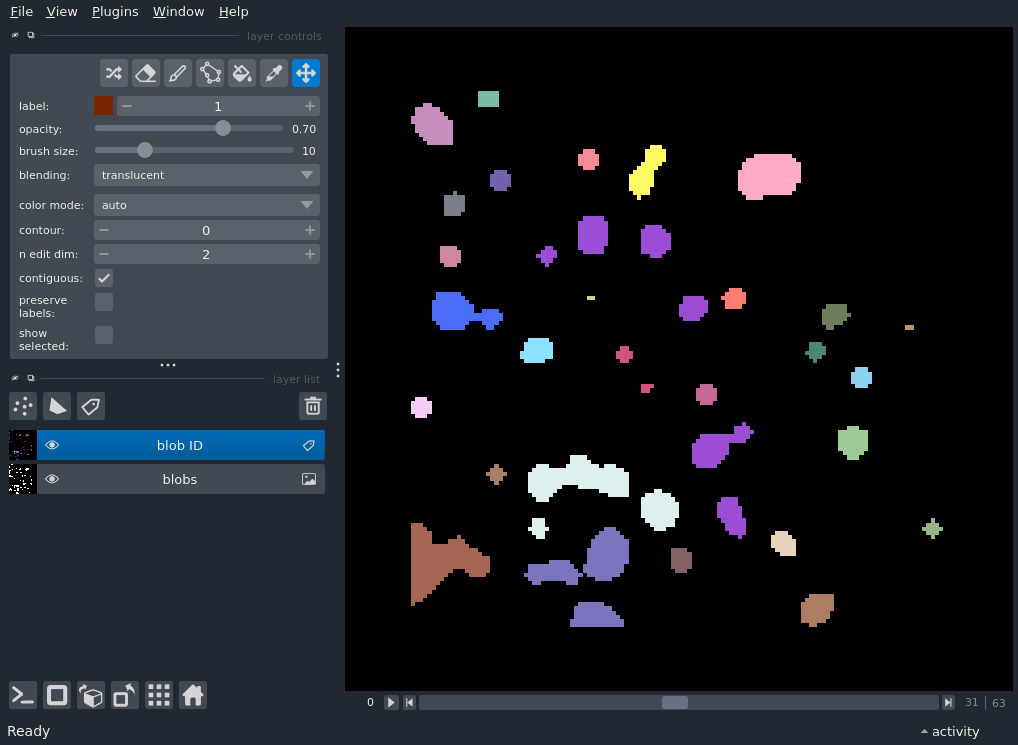 File View Plugins Window Help
layer controls
label: 1
opacity: 0.70
brush size: 10
blending: translucent
color mode: auto
contour: 0
n edit dim: 2
contiguous:
preserve
labels:
show
selected:
layer list
blob ID
blobs
0 31 63
Ready activity